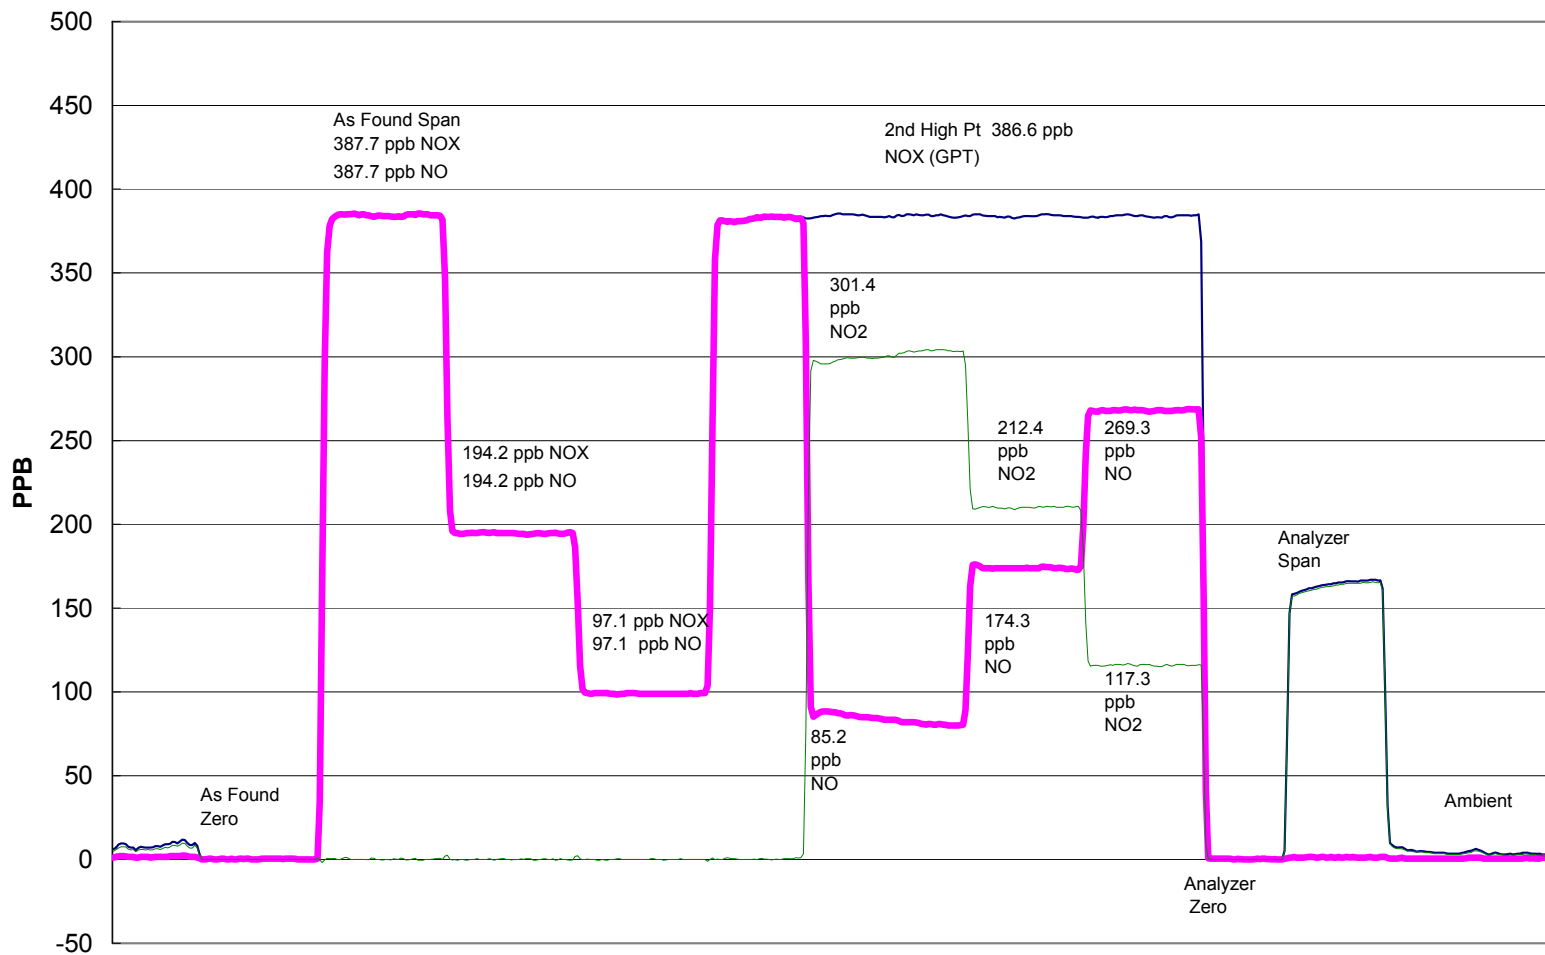 500
450
400
350
300
250
200
150
100
50
0
-50
PPB
As Found Span
387.7 ppb NOX
387.7 ppb NO
2nd High Pt  386.6 ppb
NOX (GPT)
301.4
ppb
NO2
194.2 ppb NOX
194.2 ppb NO
212.4
ppb
NO2
269.3
ppb
NO
97.1 ppb NOX
97.1  ppb NO
174.3
ppb
NO
117.3
ppb
NO2
85.2
ppb
NO
As Found
Zero
Analyzer
Span
Ambient
Analyzer
Zero